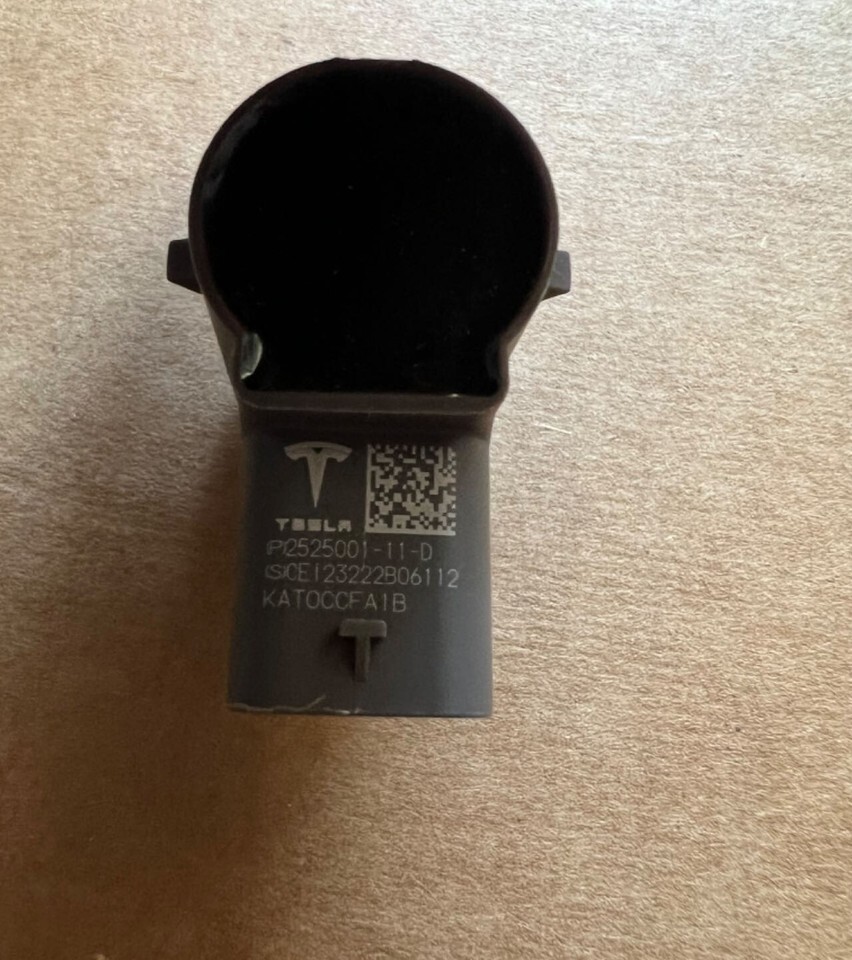 TESLA
(P)2525001-11-D
(S)CE123222B06112
KATOCCFA1B